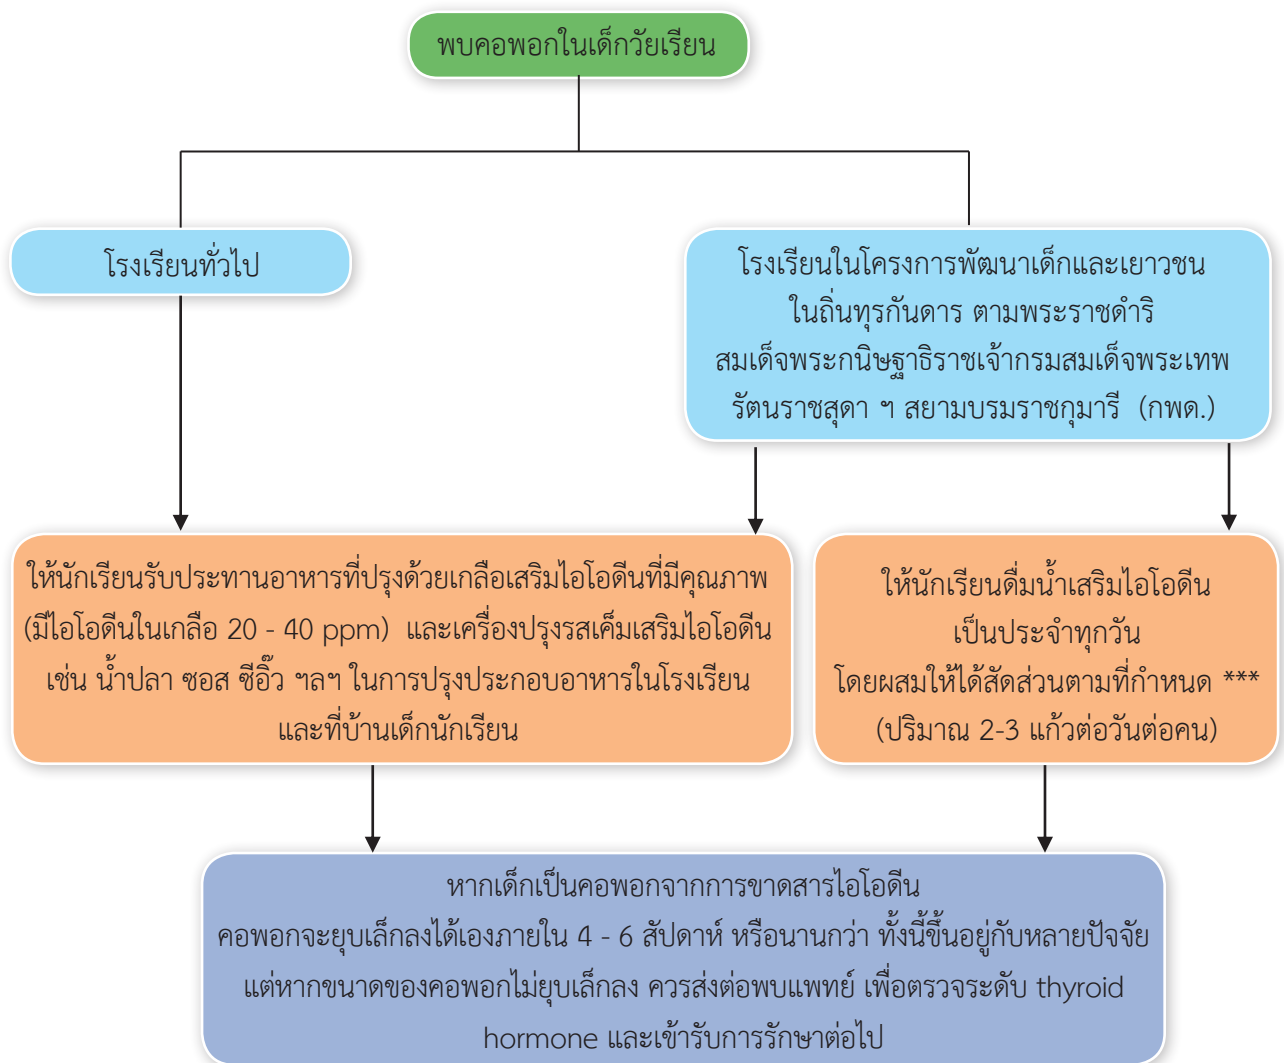 พบคอพอกในเด็กวัยเรียน
โรงเรียนทั่วไป
โรงเรียนในโครงการพัฒนาเด็กและเยาวชน
ในถิ่นทุรกันดาร ตามพระราชดำริ
สมเด็จพระกนิษฐาธิราชเจ้ากรมสมเด็จพระเทพ
รัตนราชสุดา ฯ สยามบรมราชกุมารี (กพด.)
ให้นักเรียนรับประทานอาหารที่ปรุงด้วยเกลือเสริมไอโอดีนที่มีคุณภาพ
(มีไอโอดีนในเกลือ 20 - 40 ppm) และเครื่องปรุงรสเค็มเสริมไอโอดีน
เช่น น้ำปลา ซอส ซีอิ๊ว ฯลฯ ในการปรุงประกอบอาหารในโรงเรียน
และที่บ้านเด็กนักเรียน
ให้นักเรียนดื่มน้ำเสริมไอโอดีน
เป็นประจำทุกวัน
โดยผสมให้ได้สัดส่วนตามที่กำหนด ***
(ปริมาณ 2-3 แก้วต่อวันต่อคน)
หากเด็กเป็นคอพอกจากการขาดสารไอโอดีน
คอพอกจะยุบเล็กลงได้เองภายใน 4 - 6 สัปดาห์ หรือนานกว่า ทั้งนี้ขึ้นอยู่กับหลายปัจจัย
แต่หากขนาดของคอพอกไม่ยุบเล็กลง ควรส่งต่อพบแพทย์ เพื่อตรวจระดับ thyroid
hormone และเข้ารับการรักษาต่อไป